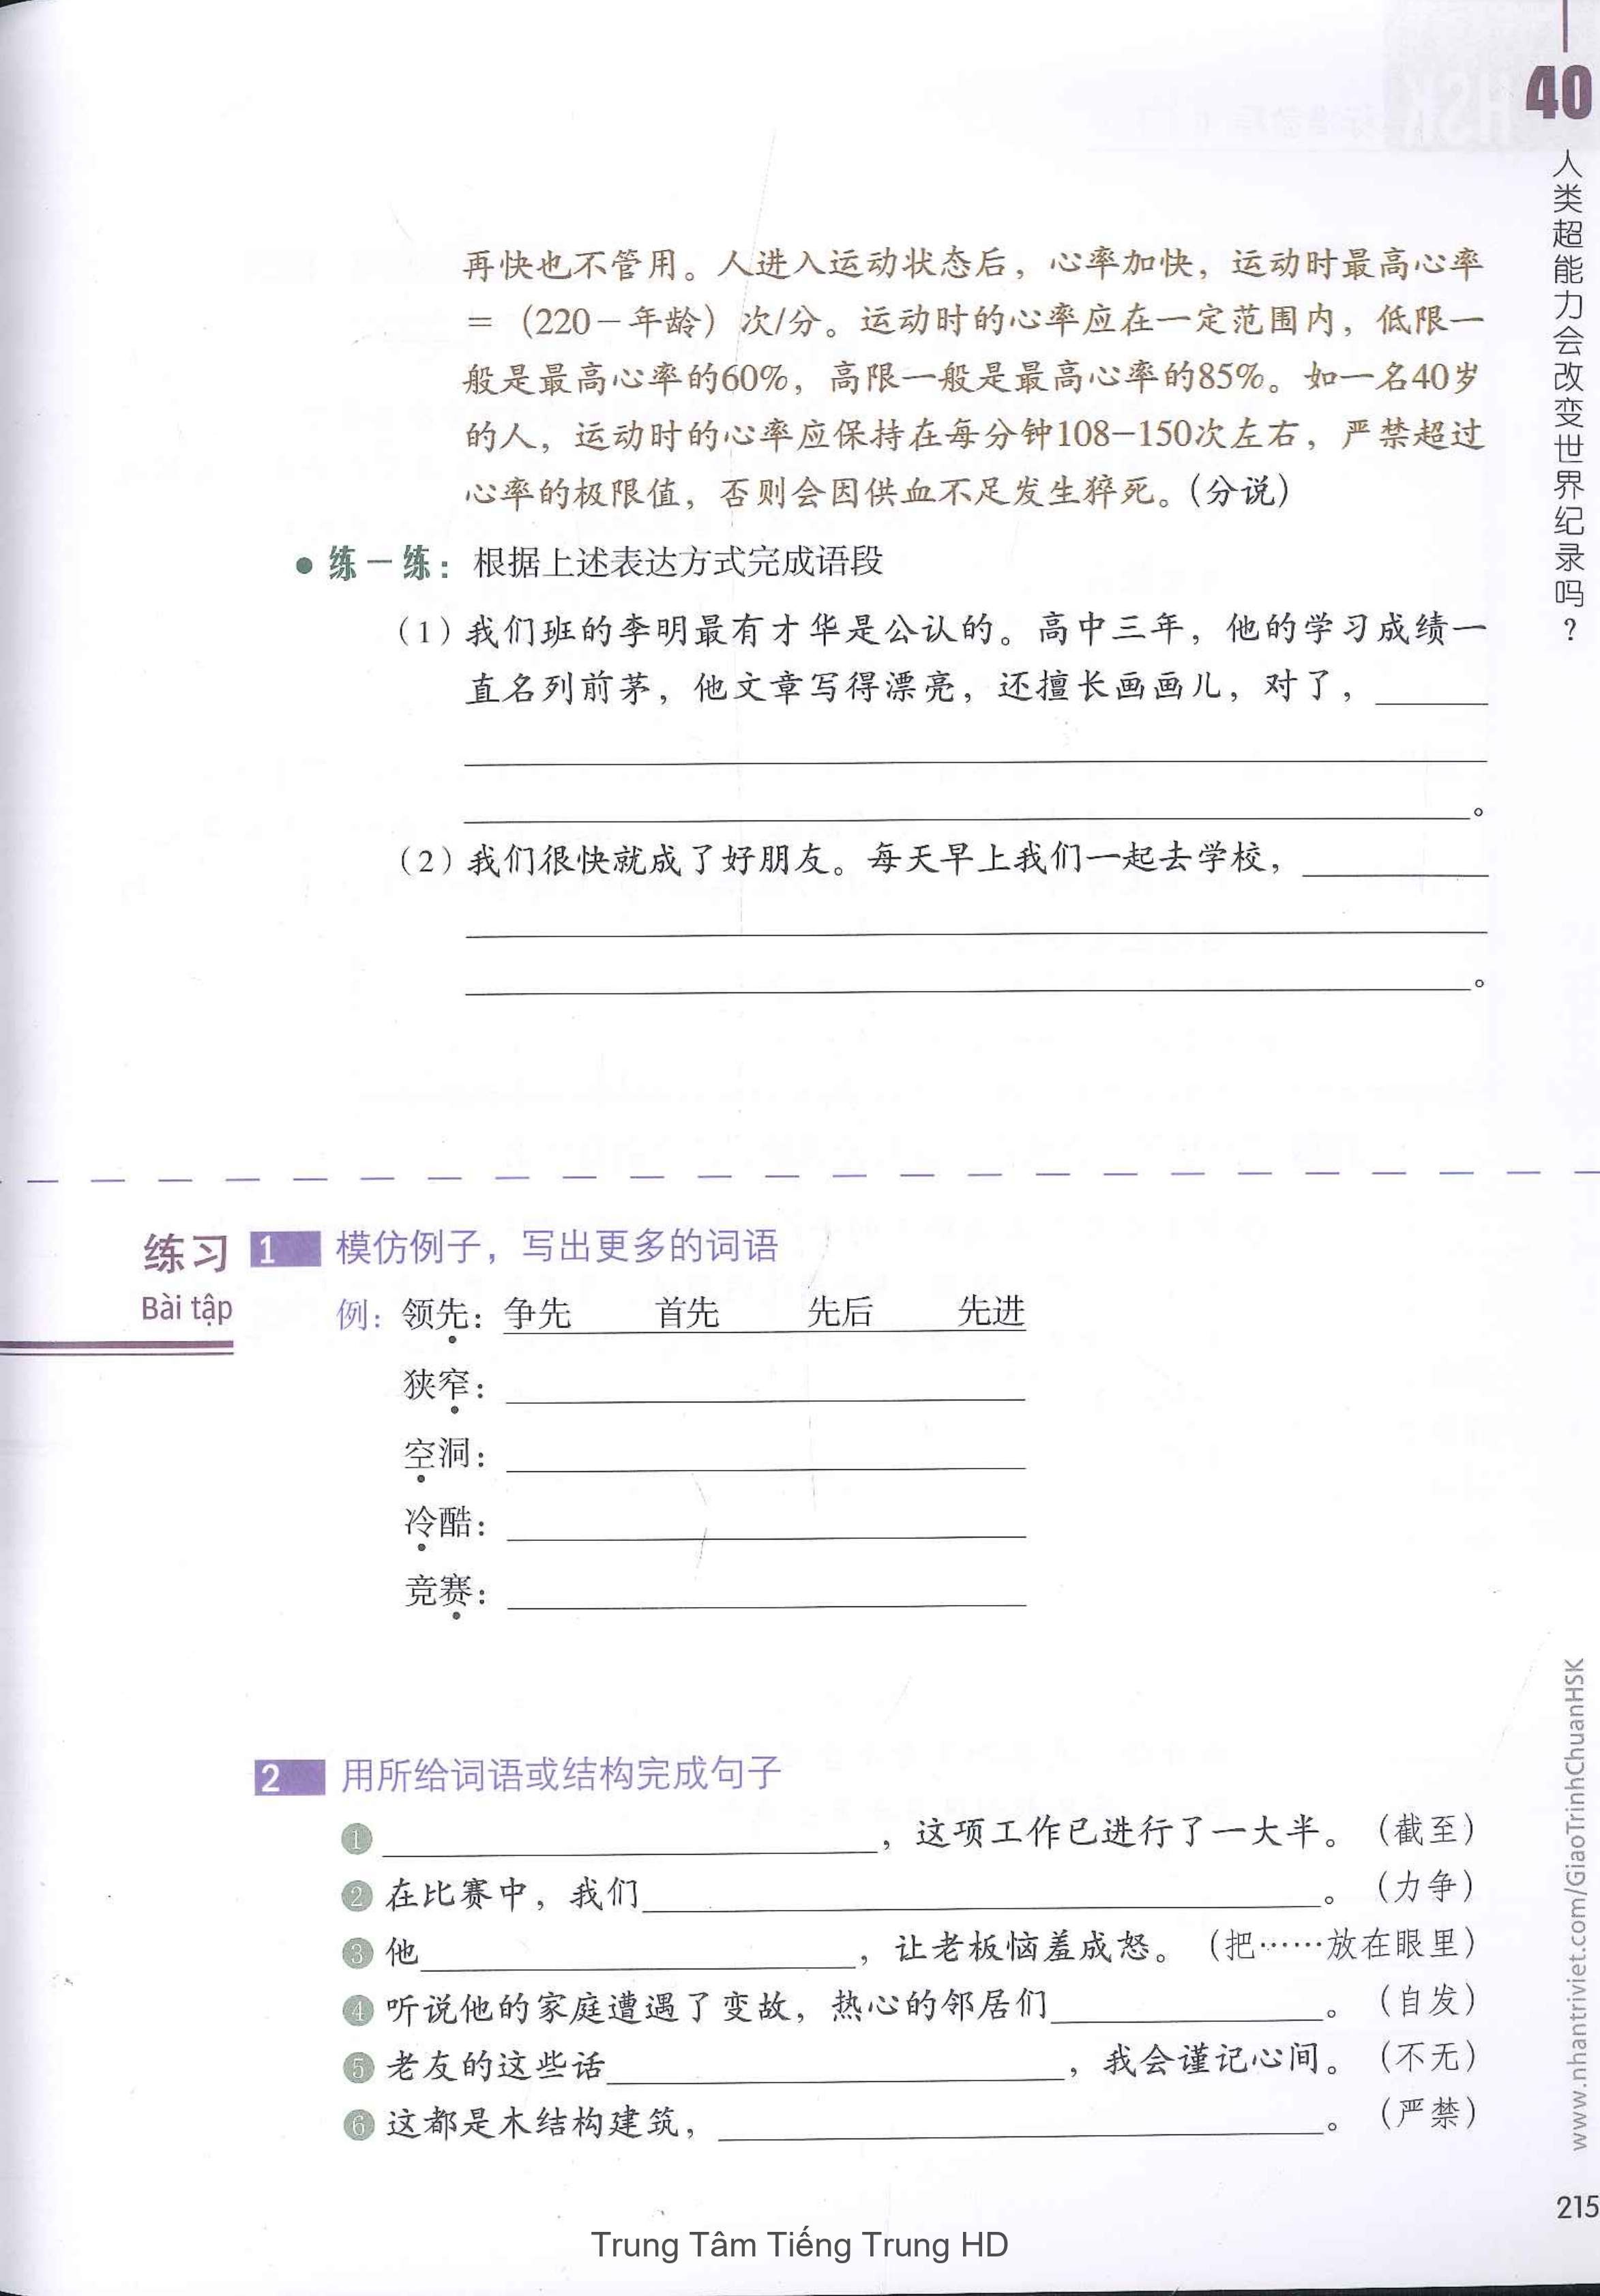 40
人类超能力会改变世界纪录吗？
再快也不管用。人进入运动状态后，心率加快，运动时最高心率
＝（220－年龄）次/分。运动时的心率应在一定范围内，低限一
般是最高心率的60%，高限一般是最高心率的85%。如一名40岁
的人，运动时的心率应保持在每分钟108－150次左右，严禁超过
心率的极限值，否则会因供血不足发生猝死。（分说）
● 练一练：根据上述表达方式完成语段
（1）我们班的李明最有才华是公认的。高中三年，他的学习成绩一
直名列前茅，他文章写得漂亮，还擅长画画儿，对了，______
______
______。
（2）我们很快就成了好朋友。每天早上我们一起去学校，______
______
______。
练习 1 模仿例子，写出更多的词语
Bài tập
例：领先：争先 首先 先后 先进
狭窄：______
空洞：______
冷酷：______
竞赛：______
2 用所给词语或结构完成句子
① ______，这项工作已进行了一大半。（截至）
② 在比赛中，我们______。（力争）
③ 他______，让老板恼羞成怒。（把……放在眼里）
④ 听说他的家庭遭遇了变故，热心的邻居们______。（自发）
⑤ 老友的这些话______，我会谨记心间。（不无）
⑥ 这都是木结构建筑，______。（严禁）
www.nhantriviet.com/GiaoTrinhChuanHSK
215
Trung Tâm Tiếng Trung HD